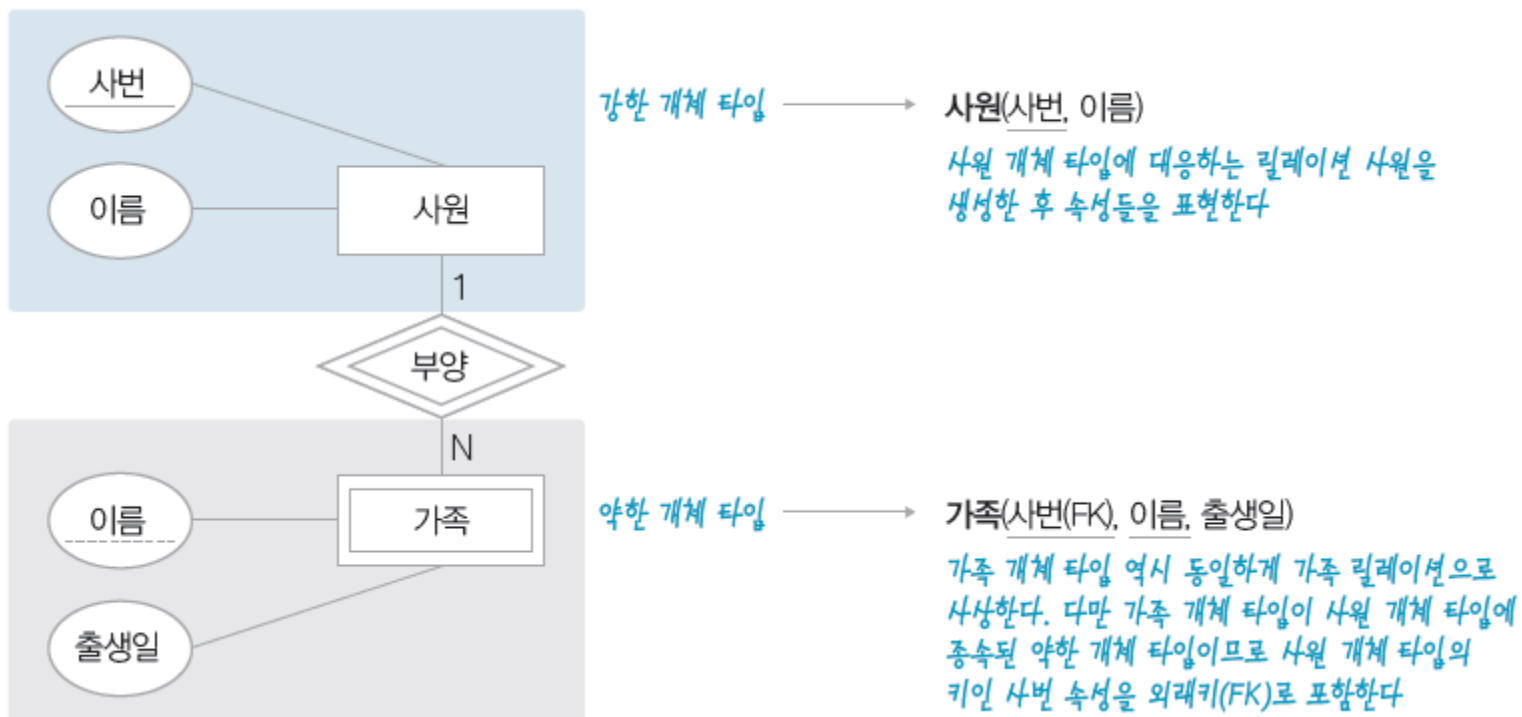 사번
강한 개체 타입
사원(사번, 이름)
사원 개체 타입에 대응하는 릴레이션 사원을
생성한 후 속성들을 표현한다
이름
사원
1
부양
N
이름
가족
약한 개체 타입
가족(사번(FK), 이름, 출생일)
가족 개체 타입 역시 동일하게 가족 릴레이션으로
사상한다. 다만 가족 개체 타입이 사원 개체 타입에
종속된 약한 개체 타입이므로 사원 개체 타입의
키인 사번 속성을 외래키(FK)로 포함한다
출생일